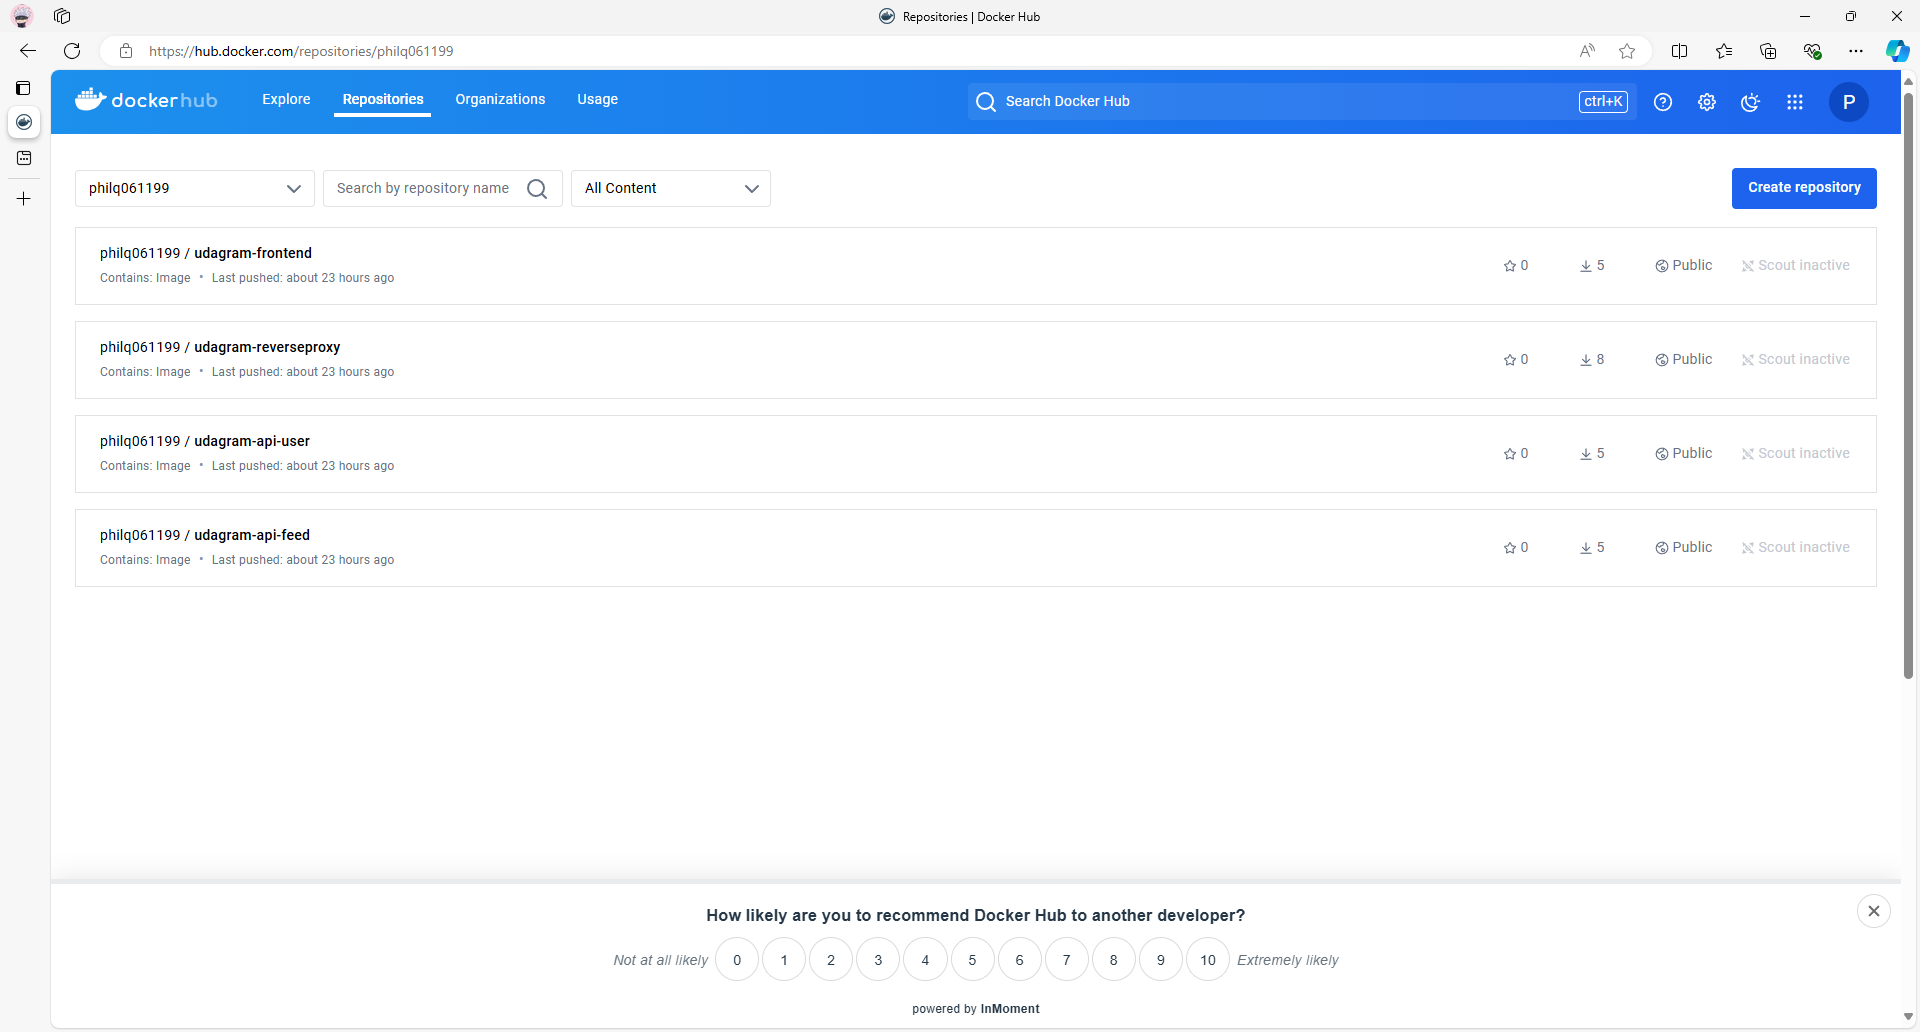 Repositories | Docker Hub
https://hub.docker.com/repositories/philq061199
dockerhub
Explore
Repositories
Organizations
Usage
Search Docker Hub
ctrl+K
P
philq061199
Search by repository name
All Content
Create repository
philq061199 / udagram-frontend
Contains: Image • Last pushed: about 23 hours ago
0
5
Public
Scout inactive
philq061199 / udagram-reverseproxy
Contains: Image • Last pushed: about 23 hours ago
0
8
Public
Scout inactive
philq061199 / udagram-api-user
Contains: Image • Last pushed: about 23 hours ago
0
5
Public
Scout inactive
philq061199 / udagram-api-feed
Contains: Image • Last pushed: about 23 hours ago
0
5
Public
Scout inactive
How likely are you to recommend Docker Hub to another developer?
Not at all likely 0 1 2 3 4 5 6 7 8 9 10 Extremely likely
powered by InMoment